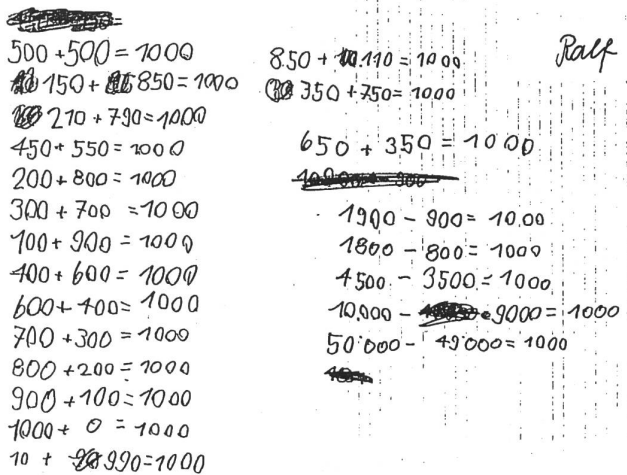 500 + 500 = 1000
150 + 850 = 1000
210 + 790 = 1000
450 + 550 = 1000
200 + 800 = 1000
300 + 700 = 1000
100 + 900 = 1000
400 + 600 = 1000
600 + 400 = 1000
700 + 300 = 1000
800 + 200 = 1000
900 + 100 = 1000
1000 + 0 = 1000
10 + 990 = 1000
Ralf
850 + 110 = 1000
350 + 750 = 1000
650 + 350 = 1000
1900 - 900 = 1000
1800 - 800 = 1000
4500 - 3500 = 1000
10.000 - 9000 = 1000
50.000 - 49.000 = 1000